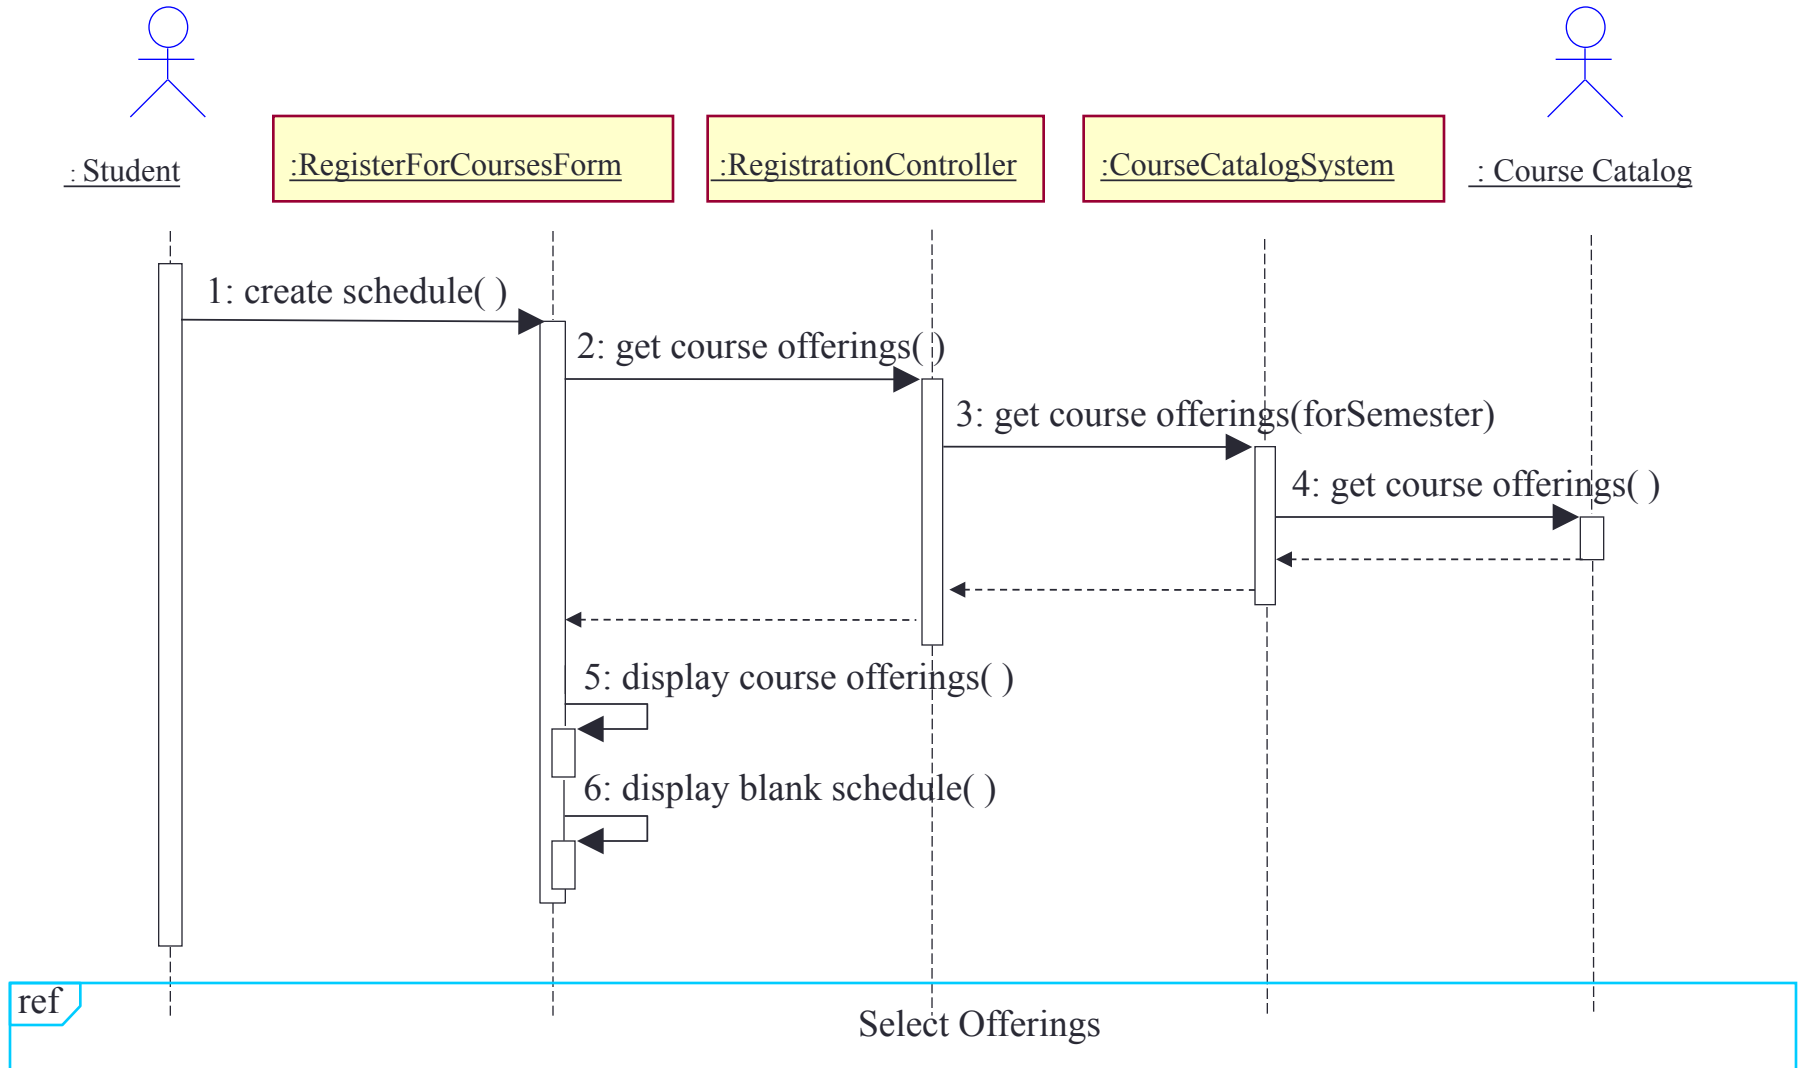 : Student
:RegisterForCoursesForm
:RegistrationController
:CourseCatalogSystem
: Course Catalog
1: create schedule( )
2: get course offerings( )
3: get course offerings(forSemester)
4: get course offerings( )
5: display course offerings( )
6: display blank schedule( )
ref
Select Offerings